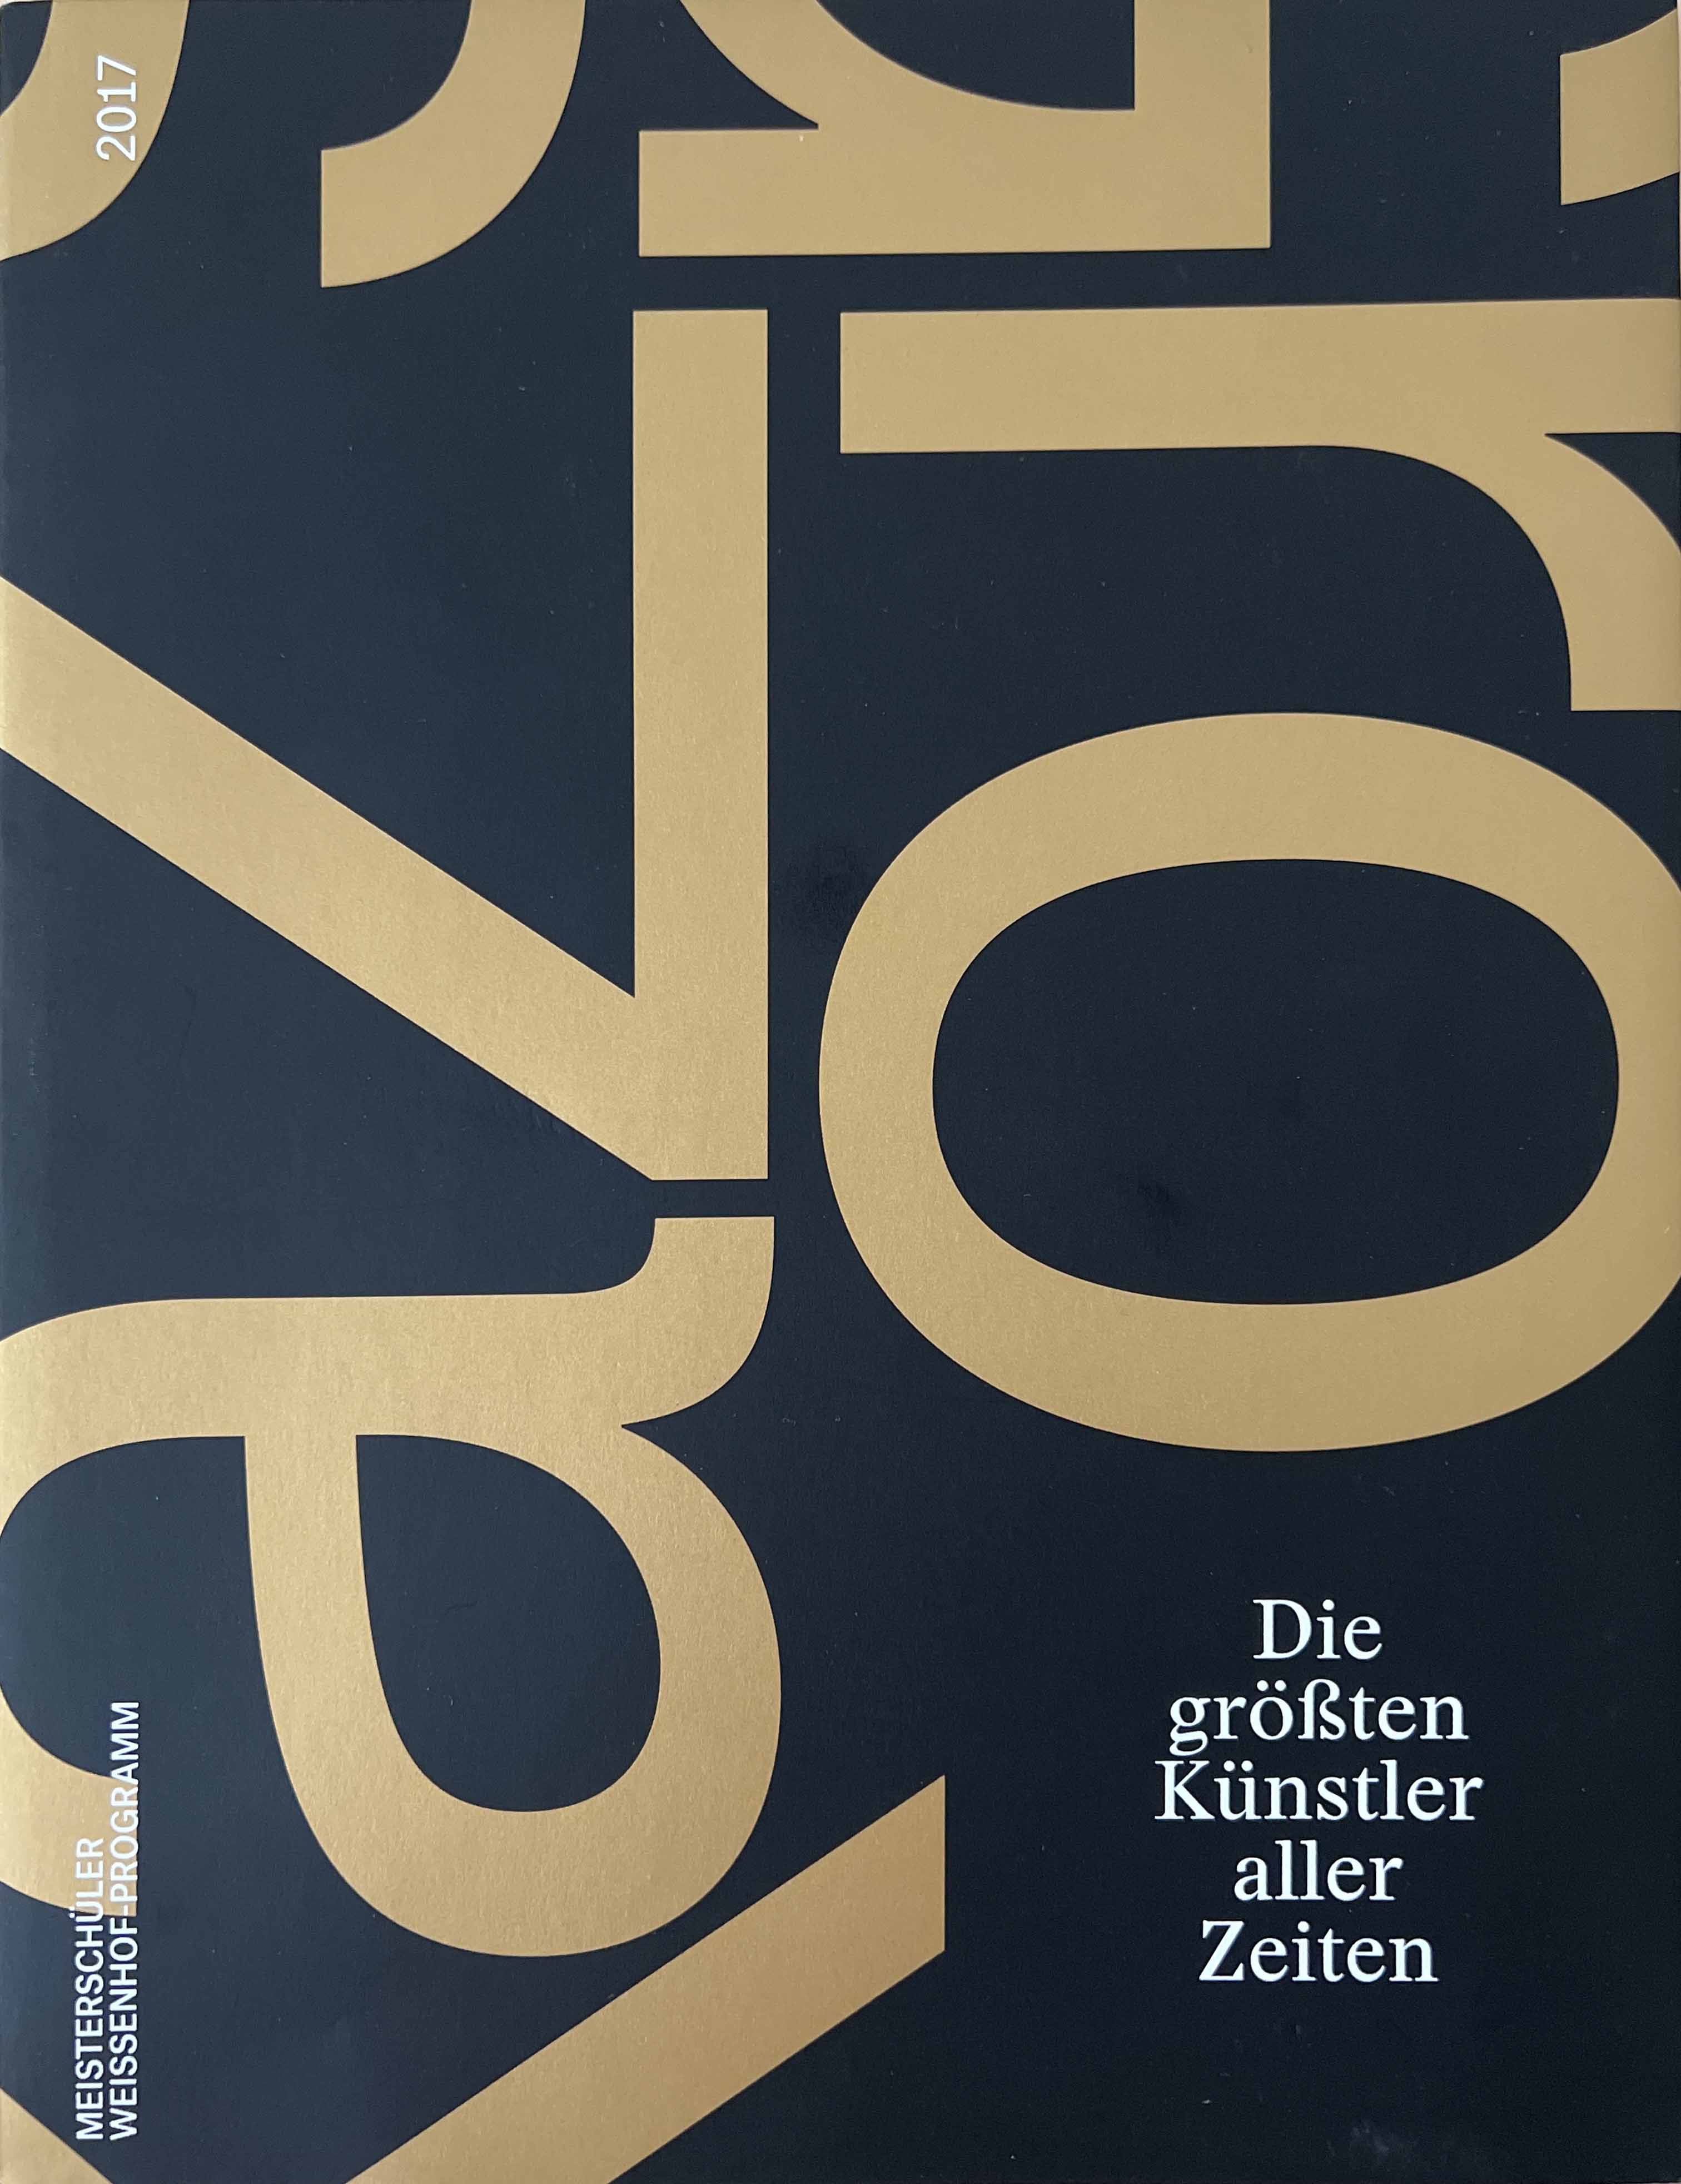 2017
MEISTERSCHÜLER
WEISSENHOF-PROGRAMM
Die
größten
Künstler
aller
Zeiten